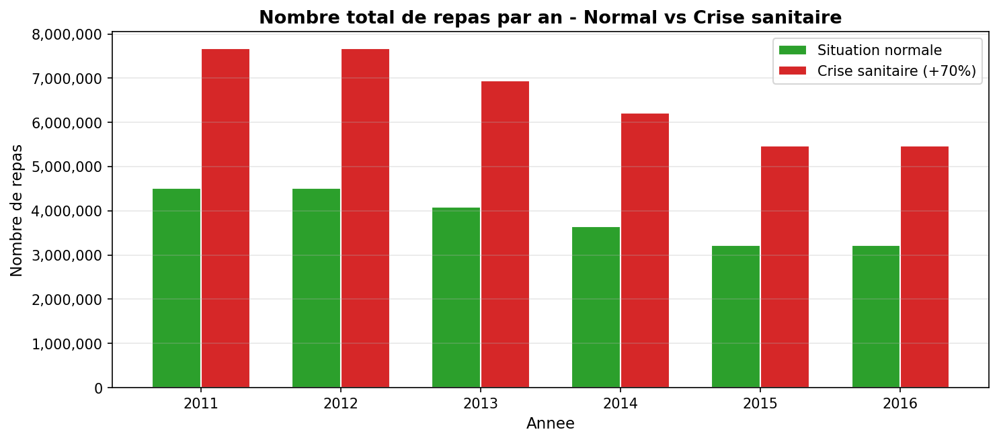 Nombre total de repas par an - Normal vs Crise sanitaire
Situation normale
Crise sanitaire (+70%)
Nombre de repas
8,000,000
7,000,000
6,000,000
5,000,000
4,000,000
3,000,000
2,000,000
1,000,000
0
2011 2012 2013 2014 2015 2016
Annee